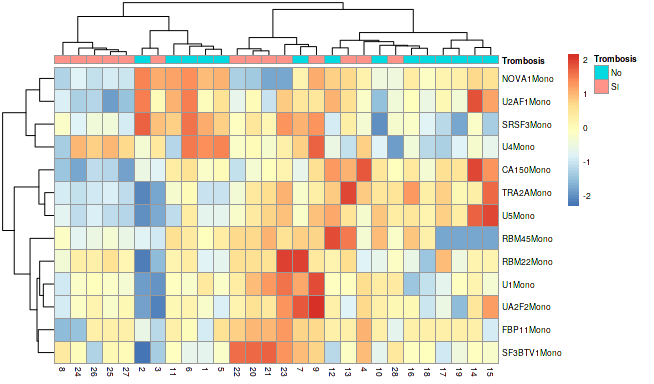 Trombosis
NOVA1Mono
U2AF1Mono
SRSF3Mono
U4Mono
CA150Mono
TRA2AMono
U5Mono
RBM45Mono
RBM22Mono
U1Mono
UA2F2Mono
FBP11Mono
SF3BTV1Mono
8 24 26 25 27 2 3 11 6 1 5 22 20 21 23 7 9 12 13 4 10 28 16 18 17 19 14 15
2
1
0
-1
-2
Trombosis
No
SI